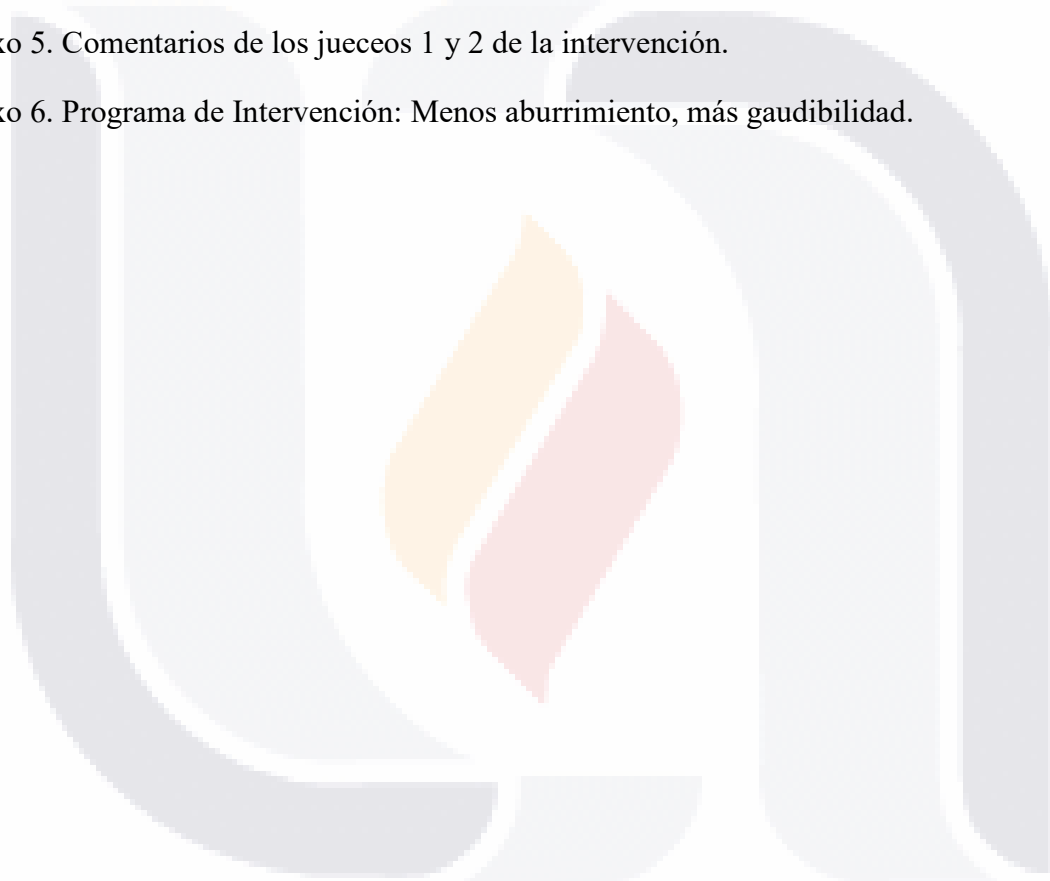 xo 5. Comentarios de los jueceos 1 y 2 de la intervención.
xo 6. Programa de Intervención: Menos aburrimiento, más gaudibilidad.